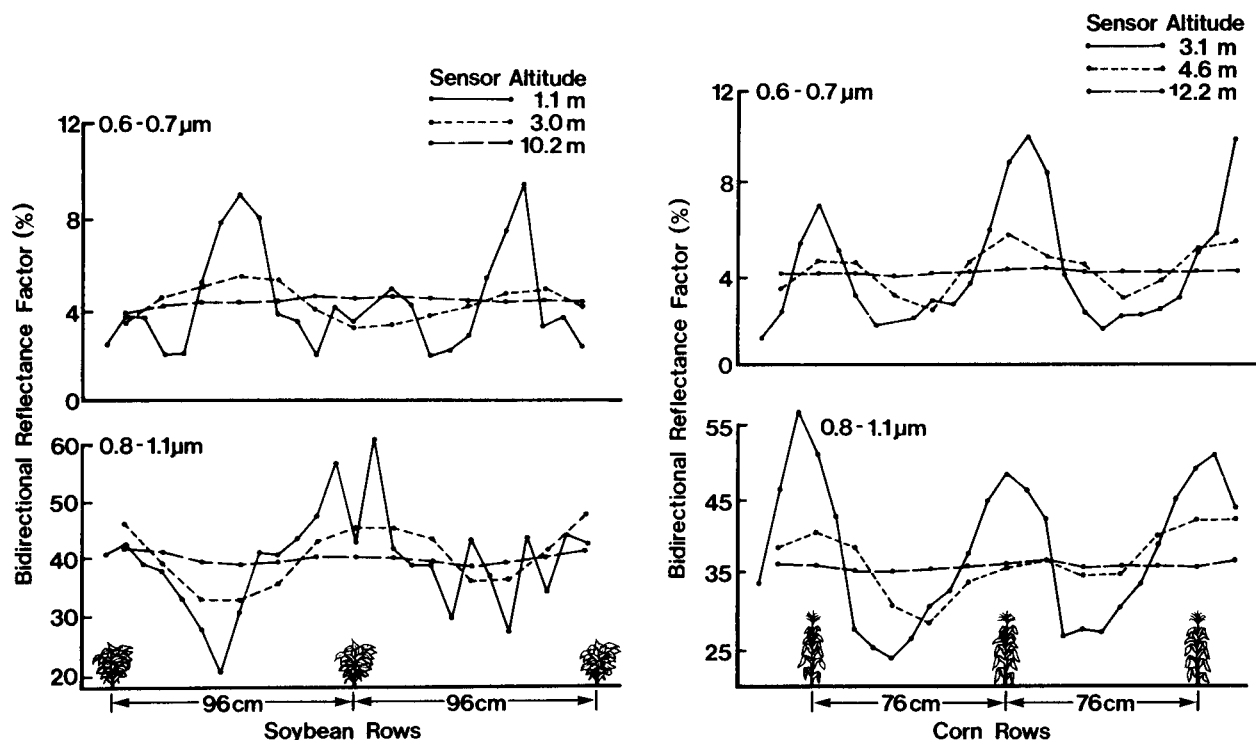 Sensor Altitude
1.1 m
3.0 m
10.2 m
12
0.6-0.7 µm
8
4
0
Bidirectional Reflectance Factor (%)
60
0.8-1.1µm
50
40
30
20
96cm
96cm
Soybean Rows
Sensor Altitude
3.1 m
4.6 m
12.2 m
12
0.6-0.7µm
8
4
0
Bidirectional Reflectance Factor (%)
55
0.8-1.1µm
45
35
25
76cm
76cm
Corn Rows